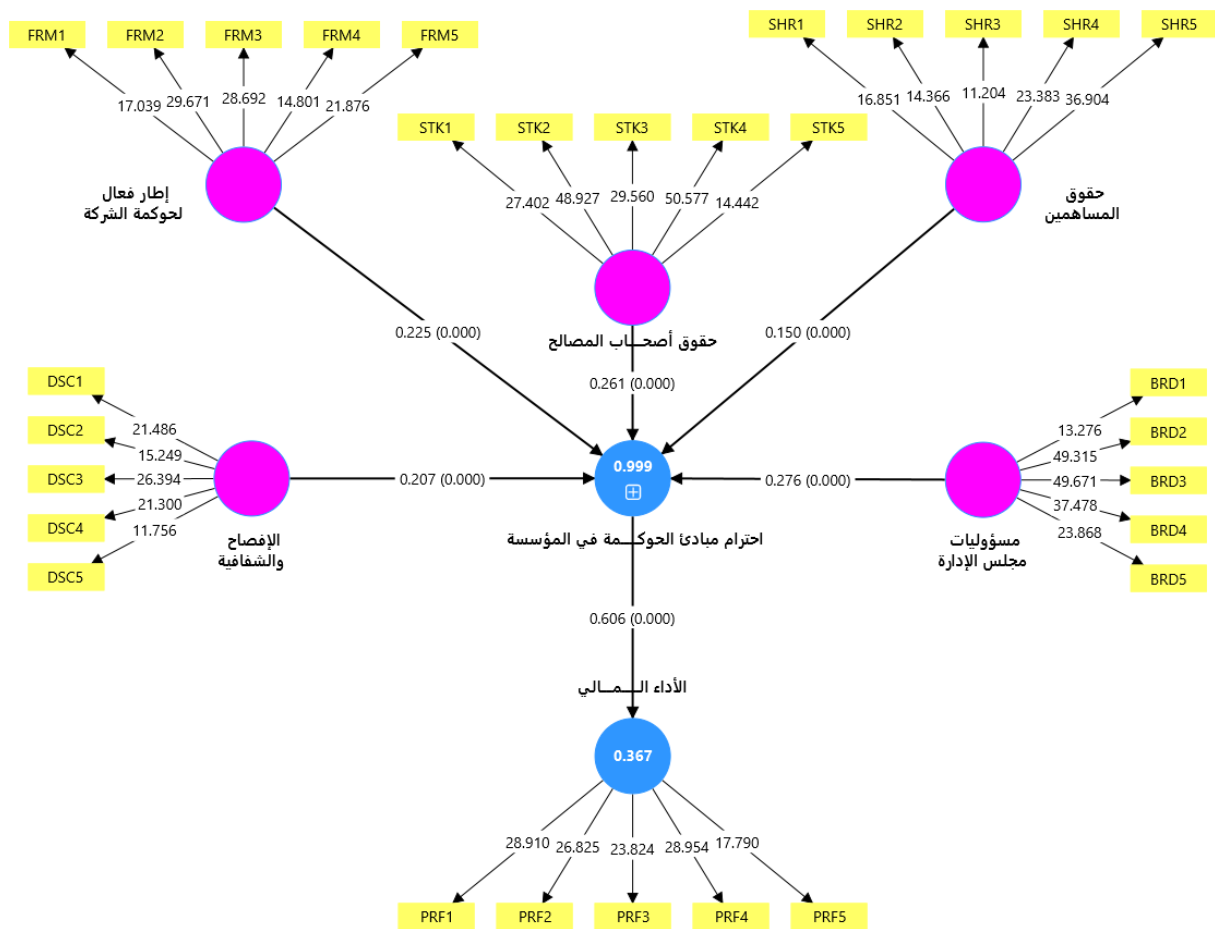 FRM1 FRM2 FRM3 FRM4 FRM5
SHR1 SHR2 SHR3 SHR4 SHR5
17.039 29.671 28.692 14.801 21.876
16.851 14.366 11.204 23.383 36.904
STK1 STK2 STK3 STK4 STK5
27.402 48.927 29.560 50.577 14.442
إطار فعال
لحوكمة الشركة
حقوق
المساهمين
0.225 (0.000)
0.150 (0.000)
حقوق أصحـــاب المصالح
0.261 (0.000)
DSC1
DSC2
DSC3
DSC4
DSC5
21.486
15.249
26.394
21.300
11.756
الإفصاح
والشفافية
0.207 (0.000)
0.999
احترام مبادئ الحوكـــمة في المؤسسة
0.276 (0.000)
BRD1
BRD2
BRD3
BRD4
BRD5
13.276
49.315
49.671
37.478
23.868
مسؤوليات
مجلس الإدارة
0.606 (0.000)
الأداء الـــمـــالي
0.367
28.910 26.825 23.824 28.954 17.790
PRF1 PRF2 PRF3 PRF4 PRF5